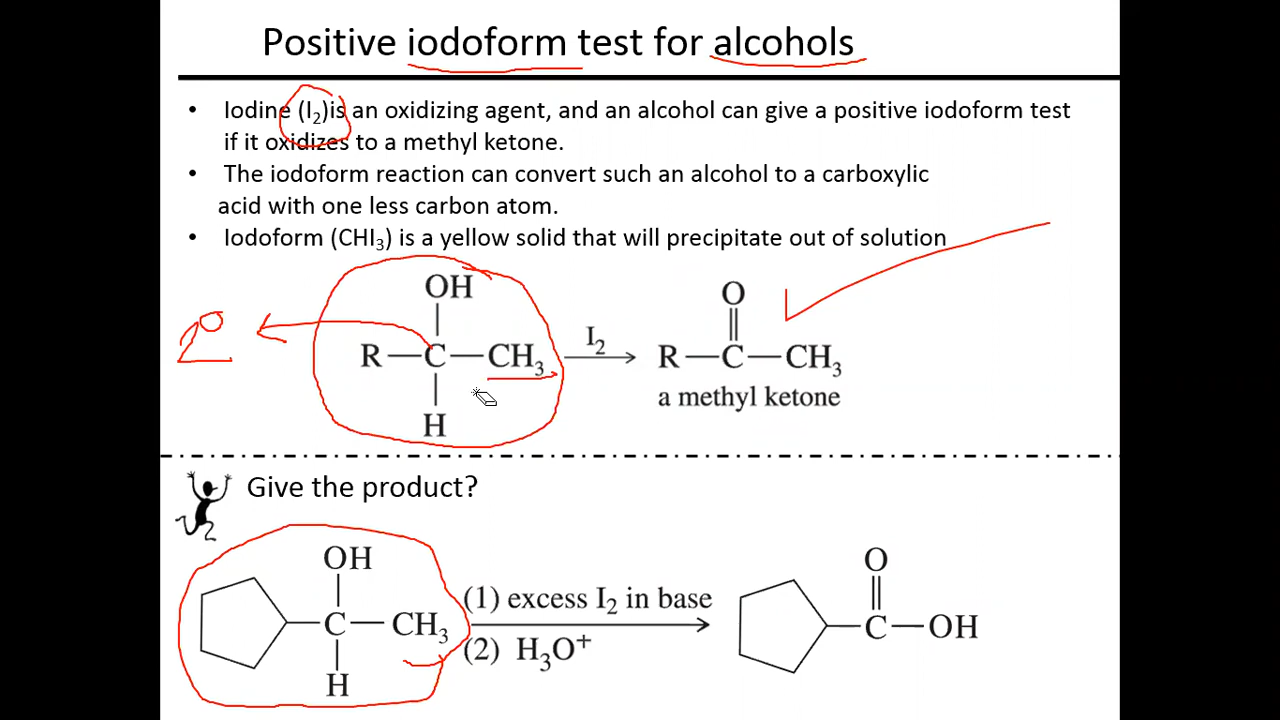 Positive iodoform test for alcohols
• Iodine (I₂)is an oxidizing agent, and an alcohol can give a positive iodoform test
if it oxidizes to a methyl ketone.
• The iodoform reaction can convert such an alcohol to a carboxylic
acid with one less carbon atom.
• Iodoform (CHI₃) is a yellow solid that will precipitate out of solution
OH
O
2°
R—C—CH₃
I₂
R—C—CH₃
H
a methyl ketone
Give the product?
OH
O
(1) excess I₂ in base
C—CH₃
C—OH
(2) H₃O⁺
H